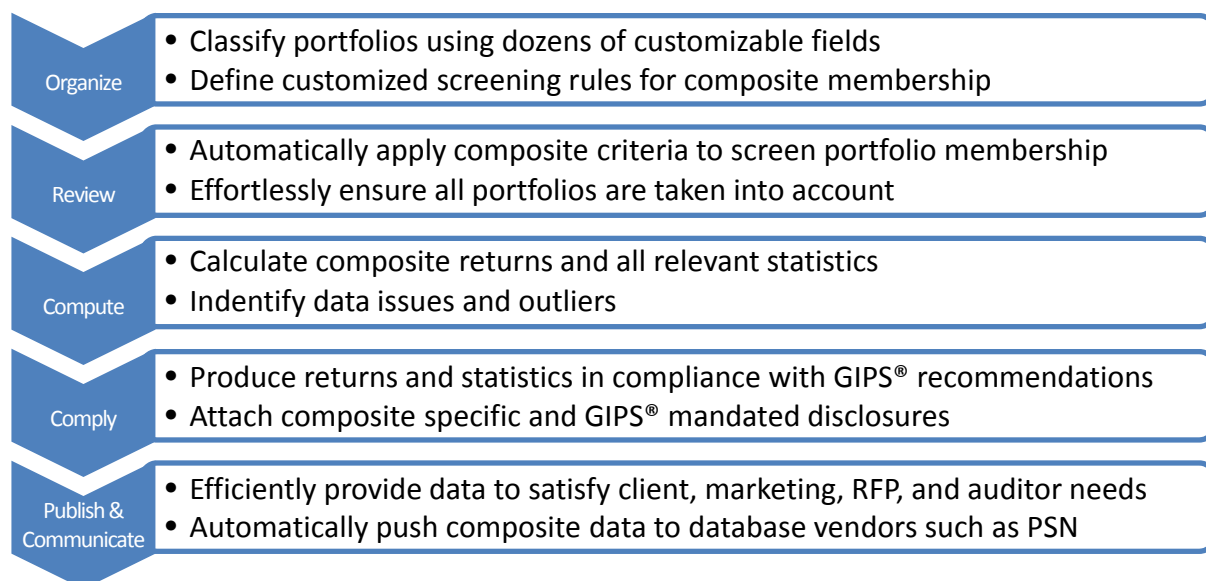 Organize
• Classify portfolios using dozens of customizable fields
• Define customized screening rules for composite membership
Review
• Automatically apply composite criteria to screen portfolio membership
• Effortlessly ensure all portfolios are taken into account
Compute
• Calculate composite returns and all relevant statistics
• Indentify data issues and outliers
Comply
• Produce returns and statistics in compliance with GIPS® recommendations
• Attach composite specific and GIPS® mandated disclosures
Publish &
Communicate
• Efficiently provide data to satisfy client, marketing, RFP, and auditor needs
• Automatically push composite data to database vendors such as PSN